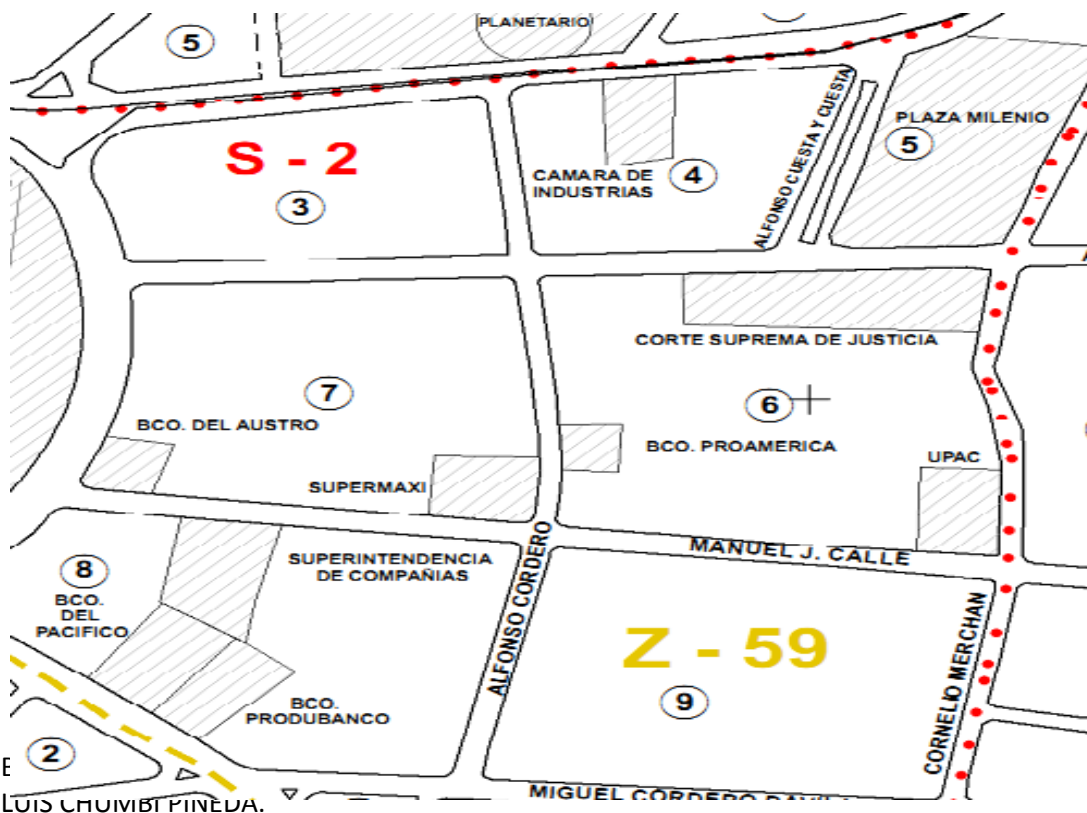 PLANETARIO
5
S - 2
3
CAMARA DE
INDUSTRIAS
4
ALFONSO CUESTA Y CUESTA
PLAZA MILENIO
5
CORTE SUPREMA DE JUSTICIA
7
6
BCO. DEL AUSTRO
BCO. PROAMERICA
UPAC
SUPERMAXI
MANUEL J. CALLE
SUPERINTENDENCIA
DE COMPAÑIAS
8
BCO.
DEL
PACIFICO
ALFONSO CORDERO
Z - 59
9
CORNELIO MERCHAN
BCO.
PRODUBANCO
2
MIGUEL CORDERO
LUIS CHUMBI PINEDA.